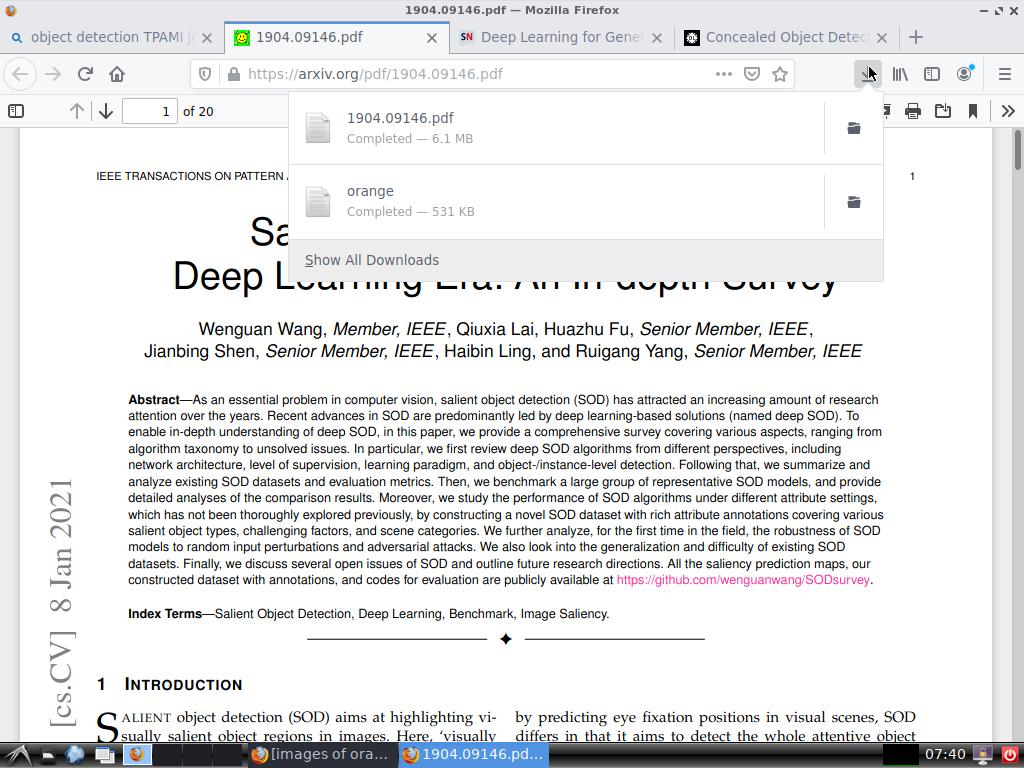 1904.09146.pdf — Mozilla Firefox
object detection TPAMI j
1904.09146.pdf
Deep Learning for Gener
Concealed Object Detect
https://arxiv.org/pdf/1904.09146.pdf
1 of 20
1904.09146.pdf
Completed — 6.1 MB
orange
Completed — 531 KB
Show All Downloads
IEEE TRANSACTIONS ON PATTERN
1
Sa
Deep Learning Era: An In-depth Survey
Wenguan Wang, Member, IEEE, Qiuxia Lai, Huazhu Fu, Senior Member, IEEE,
Jianbing Shen, Senior Member, IEEE, Haibin Ling, and Ruigang Yang, Senior Member, IEEE
Abstract—As an essential problem in computer vision, salient object detection (SOD) has attracted an increasing amount of research
attention over the years. Recent advances in SOD are predominantly led by deep learning-based solutions (named deep SOD). To
enable in-depth understanding of deep SOD, in this paper, we provide a comprehensive survey covering various aspects, ranging from
algorithm taxonomy to unsolved issues. In particular, we first review deep SOD algorithms from different perspectives, including
network architecture, level of supervision, learning paradigm, and object-/instance-level detection. Following that, we summarize and
analyze existing SOD datasets and evaluation metrics. Then, we benchmark a large group of representative SOD models, and provide
detailed analyses of the comparison results. Moreover, we study the performance of SOD algorithms under different attribute settings,
which has not been thoroughly explored previously, by constructing a novel SOD dataset with rich attribute annotations covering various
salient object types, challenging factors, and scene categories. We further analyze, for the first time in the field, the robustness of SOD
models to random input perturbations and adversarial attacks. We also look into the generalization and difficulty of existing SOD
datasets. Finally, we discuss several open issues of SOD and outline future research directions. All the saliency prediction maps, our
constructed dataset with annotations, and codes for evaluation are publicly available at https://github.com/wenguanwang/SODsurvey.
Index Terms—Salient Object Detection, Deep Learning, Benchmark, Image Saliency.
[cs.CV] 8 Jan 2021
1 INTRODUCTION
SALIENT object detection (SOD) aims at highlighting vi-
sually salient object regions in images. Here, ‘visually
by predicting eye fixation positions in visual scenes, SOD
differs in that it aims to detect the whole attentive object
[images of ora...
1904.09146.pd...
07:40